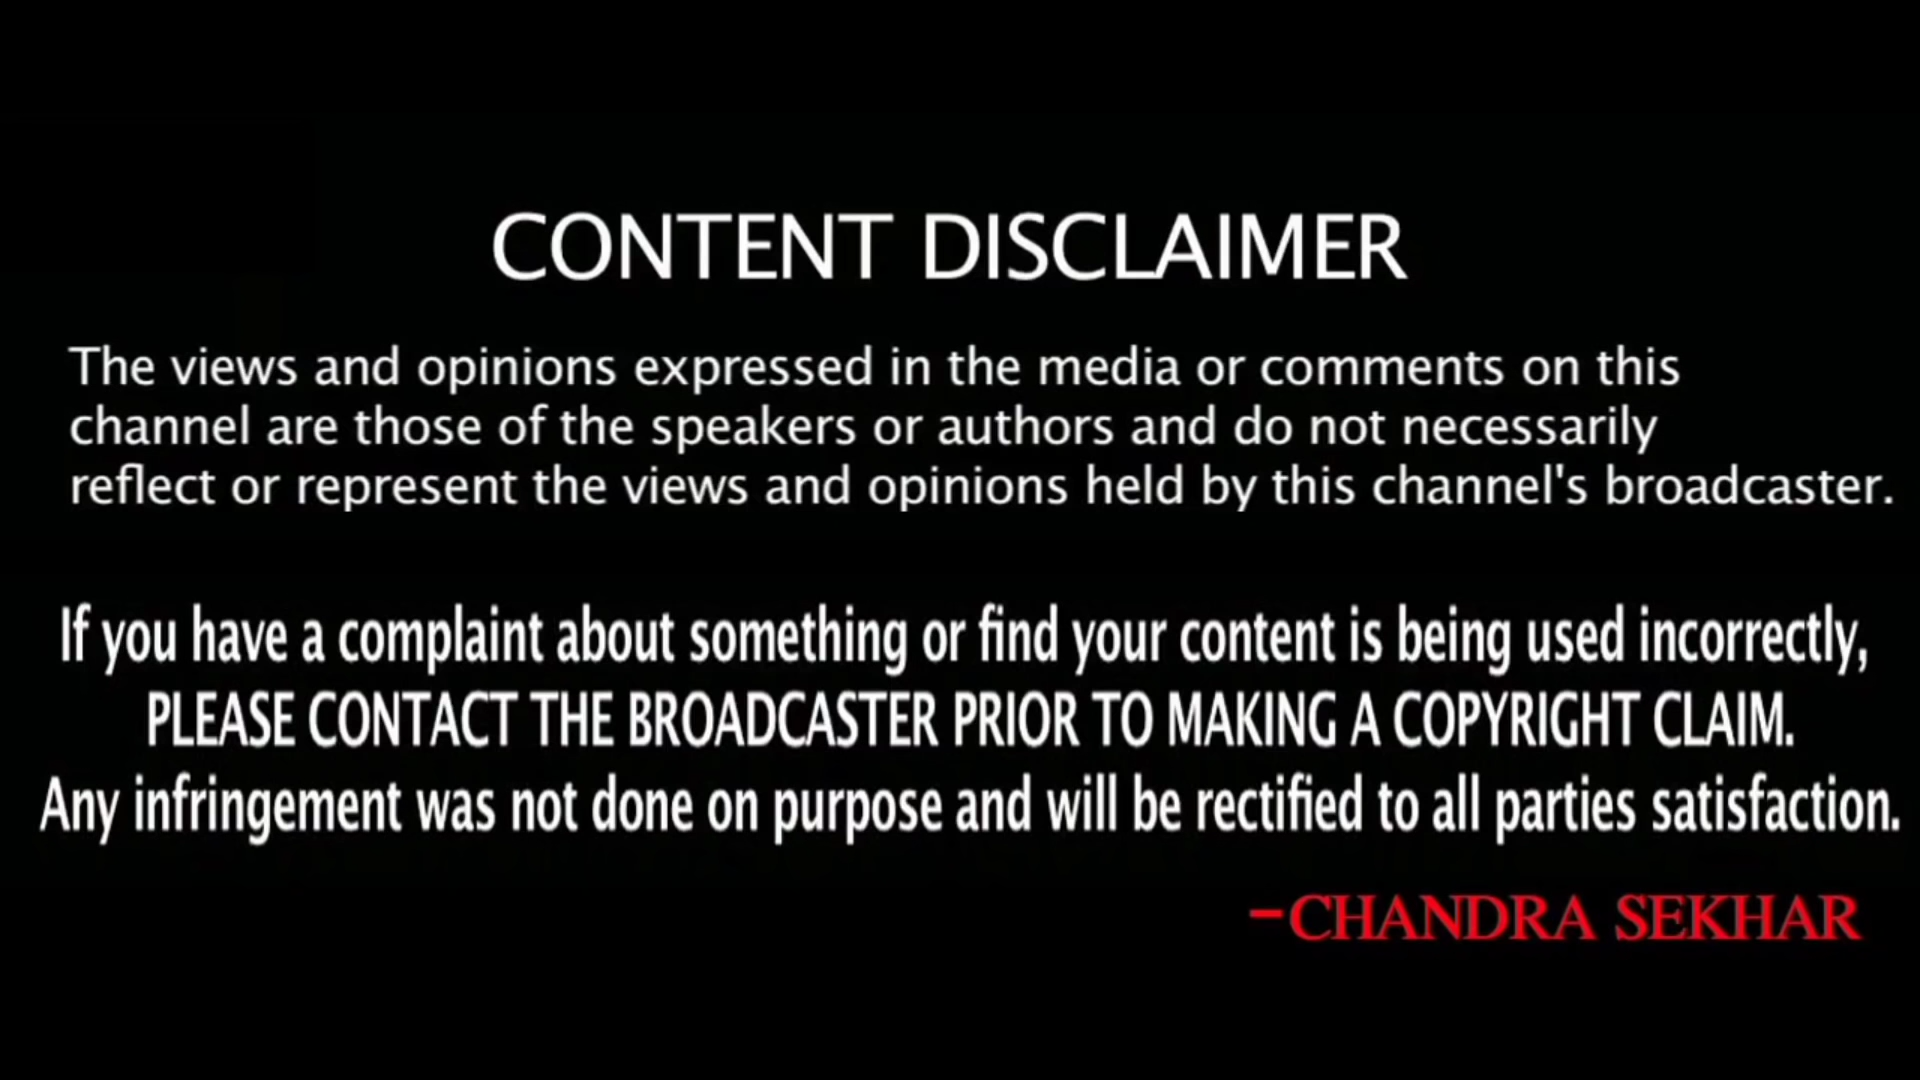 CONTENT DISCLAIMER
The views and opinions expressed in the media or comments on this
channel are those of the speakers or authors and do not necessarily
reflect or represent the views and opinions held by this channel's broadcaster.
If you have a complaint about something or find your content is being used incorrectly,
PLEASE CONTACT THE BROADCASTER PRIOR TO MAKING A COPYRIGHT CLAIM.
Any infringement was not done on purpose and will be rectified to all parties satisfaction.
-CHANDRA SEKHAR